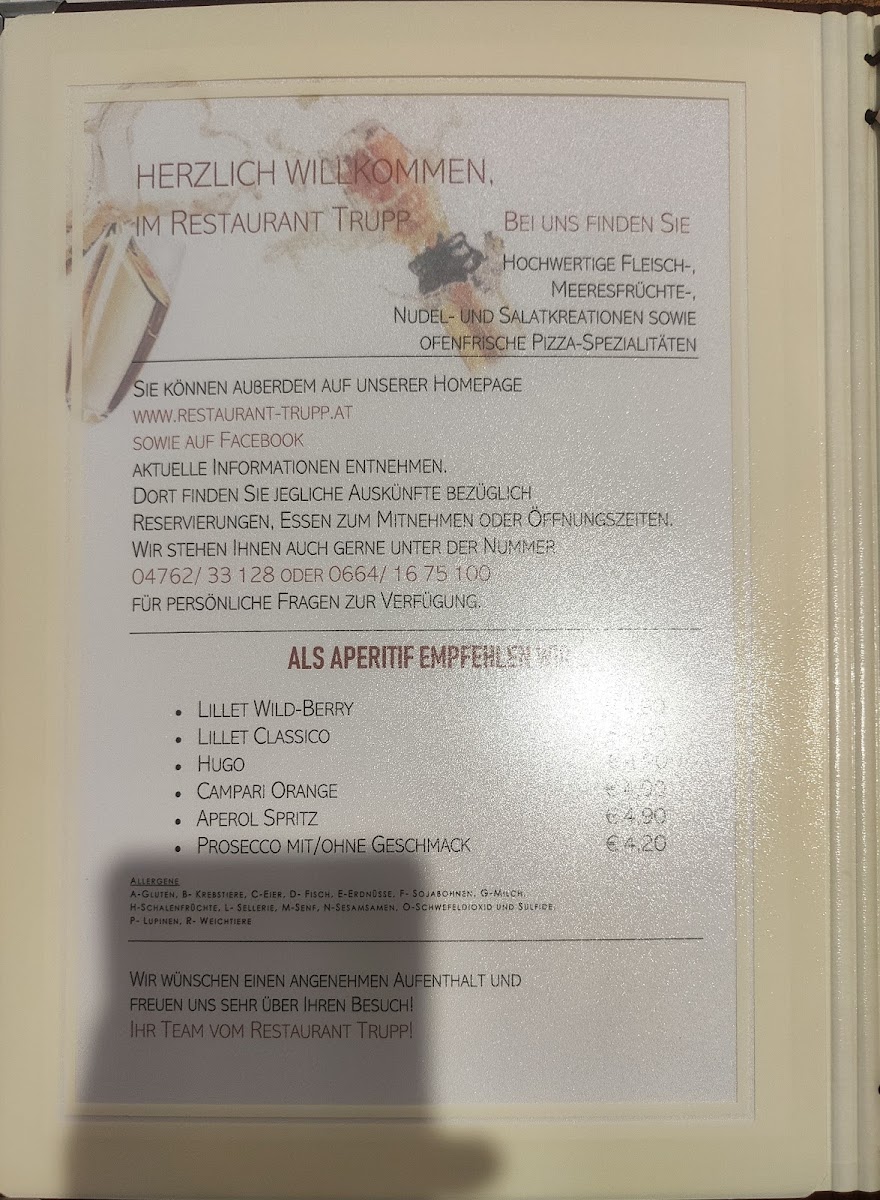 HERZLICH WILLKOMMEN,
IM RESTAURANT TRUPP
BEI UNS FINDEN SIE
HOCHWERTIGE FLEISCH-,
MEERESFRÜCHTE-,
NUDEL- UND SALATKREATIONEN SOWIE
OFENFRISCHE PIZZA-SPEZIALITÄTEN
SIE KÖNNEN AUßERDEM AUF UNSERER HOMEPAGE
WWW.RESTAURANT-TRUPP.AT
SOWIE AUF FACEBOOK
AKTUELLE INFORMATIONEN ENTNEHMEN.
DORT FINDEN SIE JEGLICHE AUSKÜNFTE BEZÜGLICH
RESERVIERUNGEN, ESSEN ZUM MITNEHMEN ODER ÖFFNUNGSZEITEN.
WIR STEHEN IHNEN AUCH GERNE UNTER DER NUMMER
04762/ 33 128 ODER 0664/ 16 75 100
FÜR PERSÖNLICHE FRAGEN ZUR VERFÜGUNG.
ALS APERITIF EMPFEHLEN WIR
• LILLET WILD-BERRY
• LILLET CLASSICO
• HUGO
• CAMPARI ORANGE
• APEROL SPRITZ € 4,90
• PROSECCO MIT/OHNE GESCHMACK € 4,20
ALLERGENE
A-GLUTEN, B- KREBSTIERE, C-EIER, D- FISCH, E-ERDNÜSSE, F- SOJABOHNEN, G-MILCH,
H-SCHALENFRÜCHTE, L- SELLERIE, M-SENF, N-SESAMSAMEN, O-SCHWEFELDIOXID UND SULFIDE,
P- LUPINEN, R- WEICHTIERE
WIR WÜNSCHEN EINEN ANGENEHMEN AUFENTHALT UND
FREUEN UNS SEHR ÜBER IHREN BESUCH!
IHR TEAM VOM RESTAURANT TRUPP!